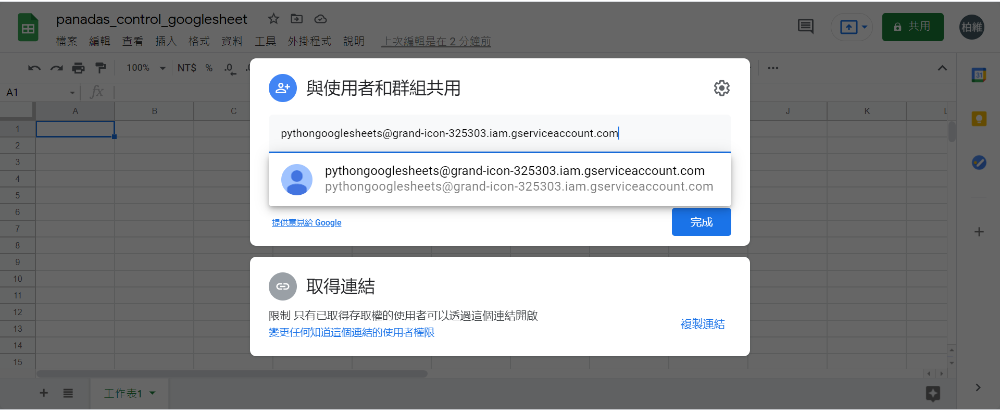 panadas_control_googlesheet
檔案 編輯 查看 插入 格式 資料 工具 外掛程式 說明 上次編輯是在 2 分鐘前
共用
柏維
100% NT$ % .0
A1 fx
31
A B C J K L
1
2
3
4
5
6
7
8
9
10
11
12
13
14
15
與使用者和群組共用
pythongooglesheets@grand-icon-325303.iam.gserviceaccount.com
pythongooglesheets@grand-icon-325303.iam.gserviceaccount.com
pythongooglesheets@grand-icon-325303.iam.gserviceaccount.com
提供意見給 Google
完成
取得連結
限制 只有已取得存取權的使用者可以透過這個連結開啟
變更任何知道這個連結的使用者權限
複製連結
工作表1